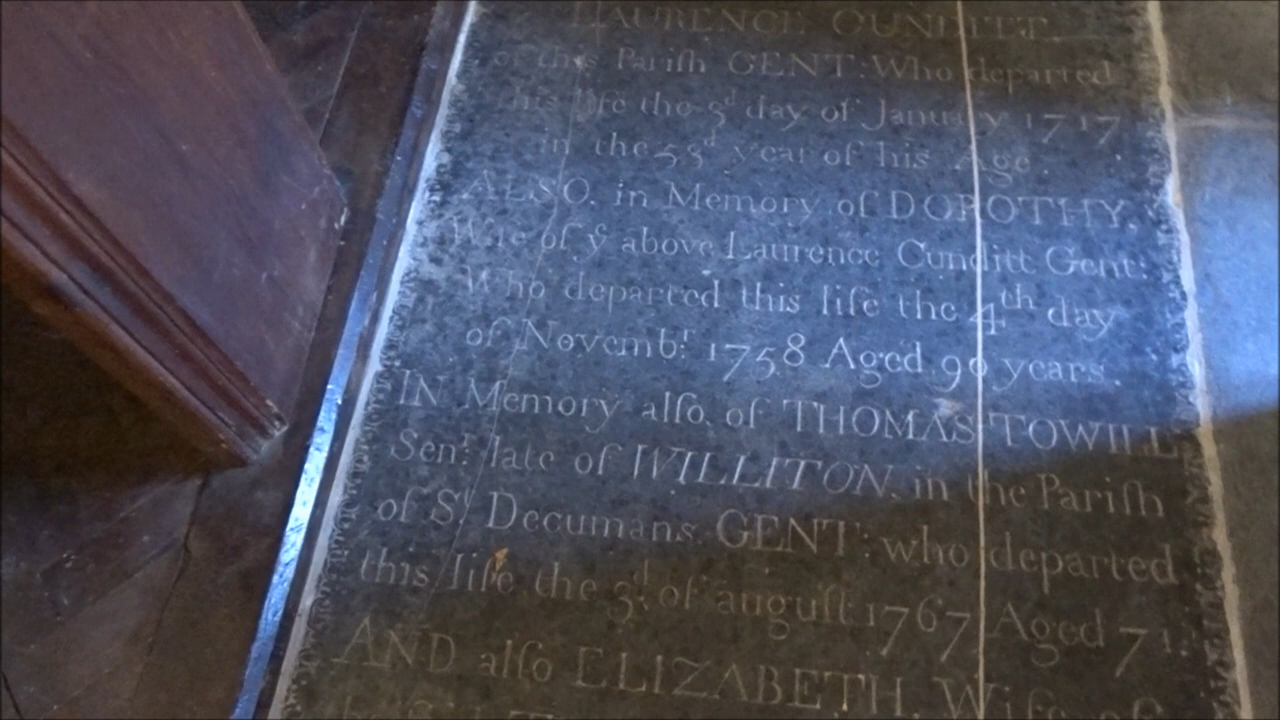 LAURENCE CUNDITT.
of this Pariſh GENT: Who departed
this life the 3d day of January 1717
in the 53d year of his Age
ALSO, in Memory of DOROTHY,
Wife of ye above Laurence Cunditt Gent:
Who departed this life the 4th day
of Novembr. 1758 Aged 90 years.
IN Memory alſo, of THOMAS TOWILL
Senr. late of WILLITON, in the Pariſh
of St. Decumans. GENT: who departed
this life the 3d. of auguſt 1767 Aged 71.
AND alſo ELIZABETH, Wife of